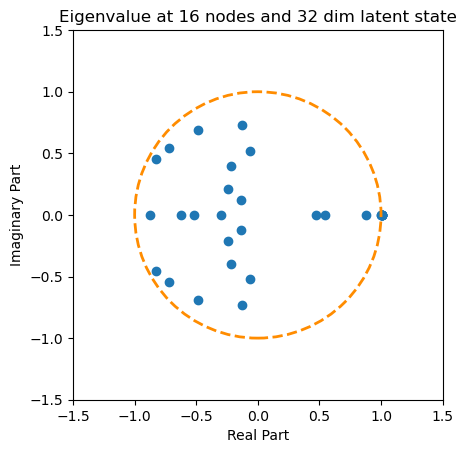 Eigenvalue at 16 nodes and 32 dim latent state
1.5
1.0
0.5
0.0
−0.5
−1.0
−1.5
Imaginary Part
−1.5 −1.0 −0.5 0.0 0.5 1.0 1.5
Real Part